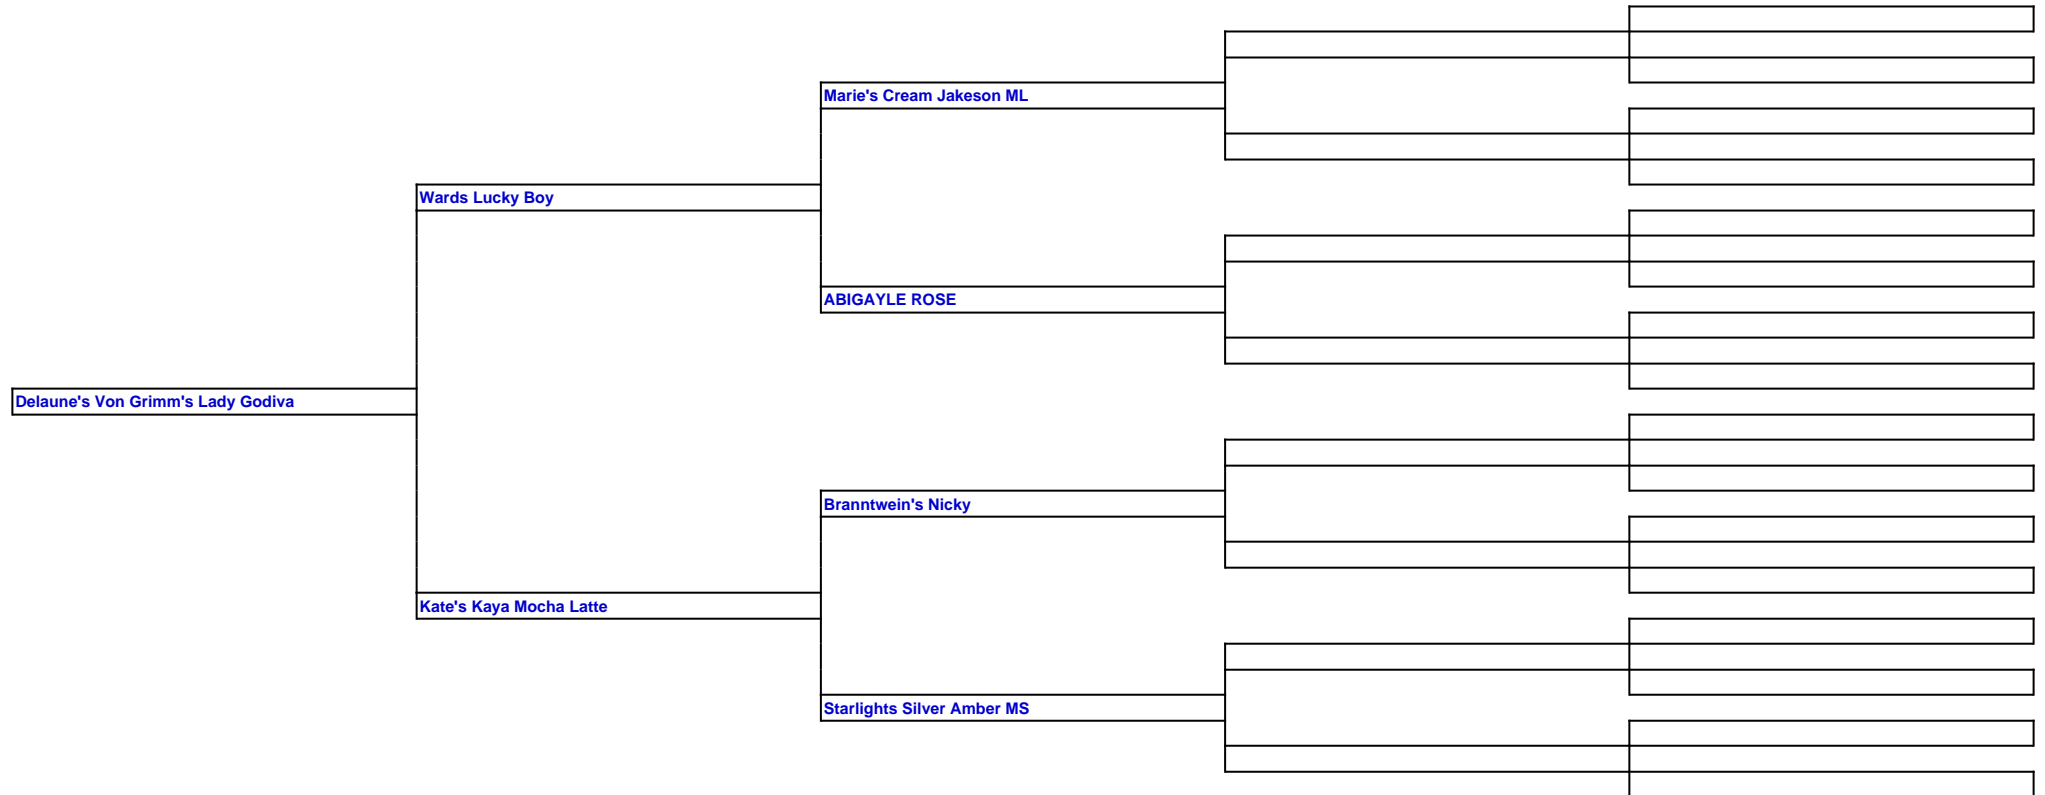 Marie's Cream Jakeson ML
Wards Lucky Boy
ABIGAYLE ROSE
Delaune's Von Grimm's Lady Godiva
Branntwein's Nicky
Kate's Kaya Mocha Latte
Starlights Silver Amber MS